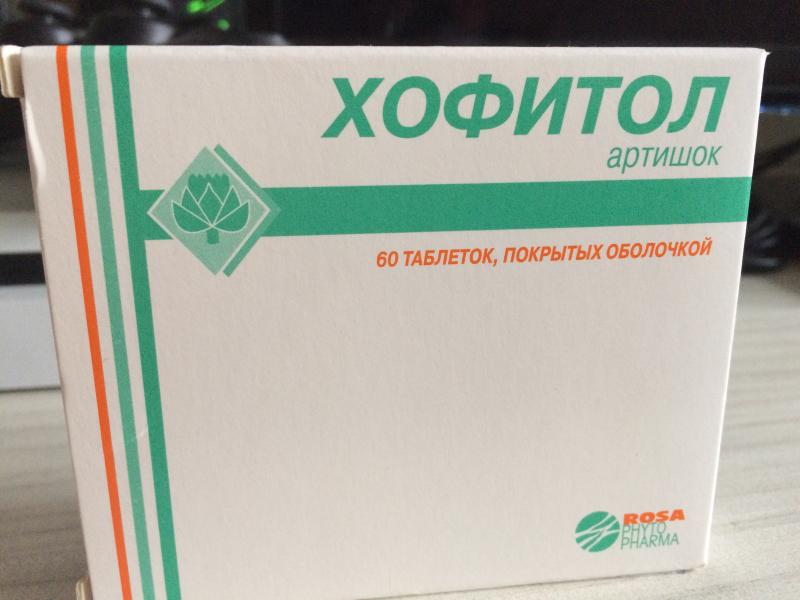 ХОФИТОЛ
артишок
60 ТАБЛЕТОК, ПОКРЫТЫХ ОБОЛОЧКОЙ
ROSA
PHYTO
PHARMA